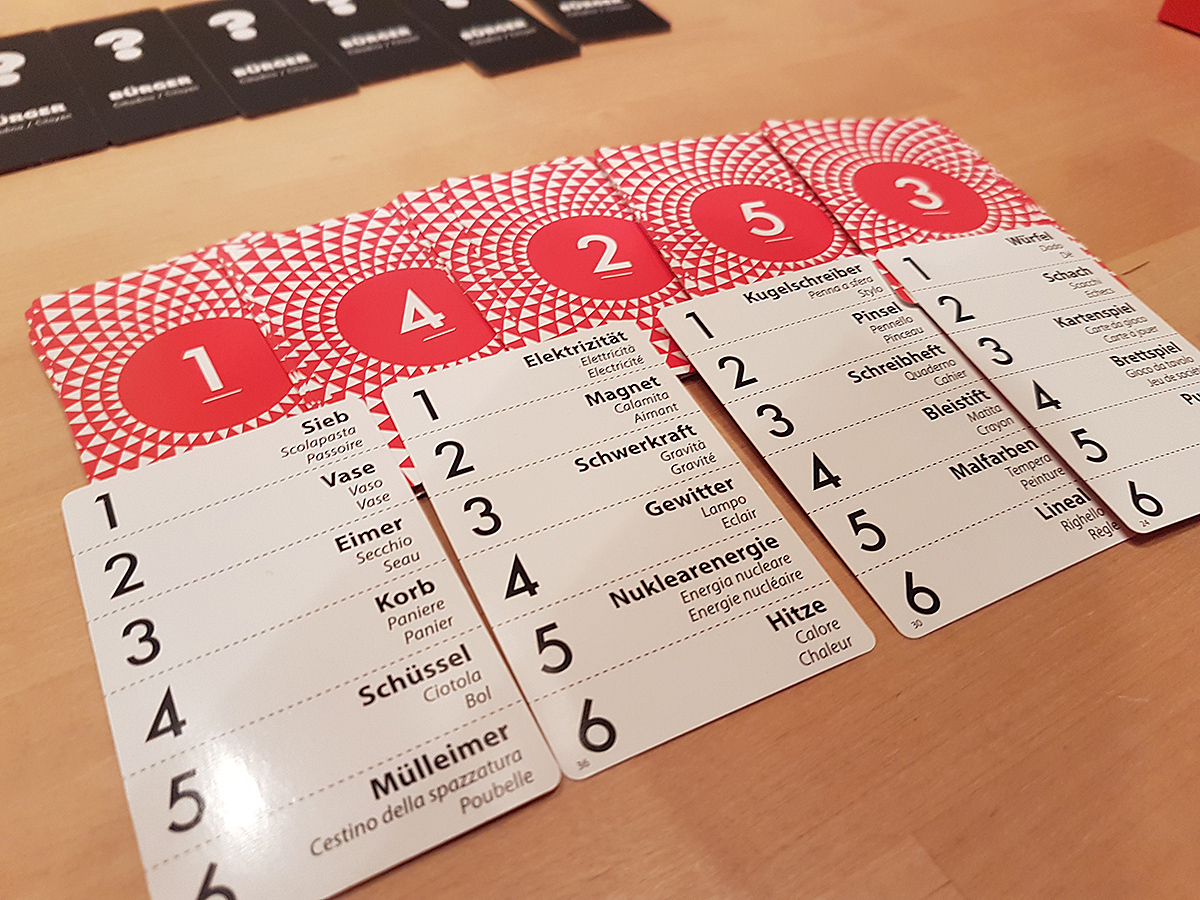 BÜRGER
BÜRGER
BÜRGER
BÜRGER
BÜRGER
1
4
2
5
3
1
Sieb
Scolapasta
Passoire
2
Vase
Vaso
Vase
3
Eimer
Secchio
Seau
4
Korb
Paniere
Panier
5
Schüssel
Ciotola
Bol
6
Mülleimer
Cestino della spazzatura
Poubelle
1
Elektrizität
Elettricità
Electricité
2
Magnet
Calamita
Aimant
3
Schwerkraft
Gravità
Gravité
4
Gewitter
Lampo
Eclair
5
Nuklearenergie
Energia nucleare
Energie nucléaire
6
Hitze
Calore
Chaleur
36
1
Kugelschreiber
Penna a sfera
Stylo
2
Pinsel
Pennello
Pinceau
3
Schreibheft
Quaderno
Cahier
4
Bleistift
Matita
Crayon
5
Malfarben
Tempera
Peinture
6
Lineal
Righello
Règle
30
1
Würfel
Dado
Dé
2
Schach
Scacchi
Echecs
3
Kartenspiel
Carte da gioco
Carte à jouer
4
Brettspiel
Gioco da tavolo
Jeu de
5
6
24